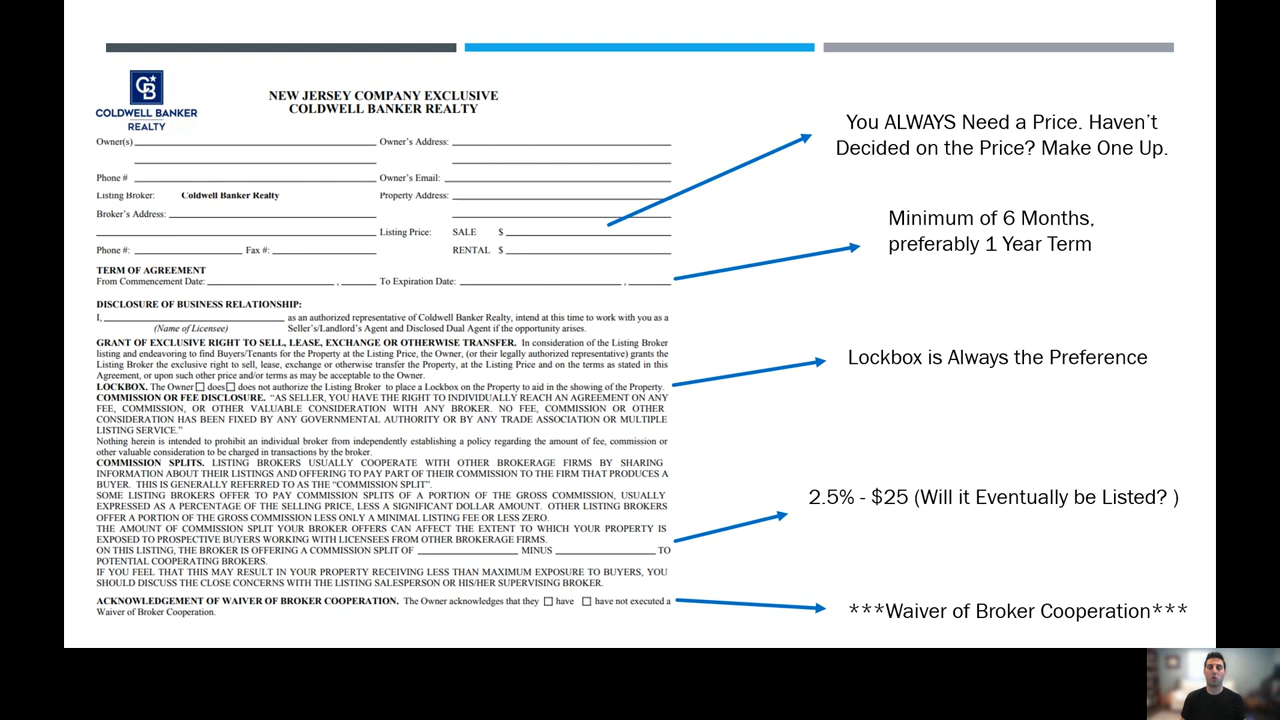 CB
COLDWELL BANKER
REALTY
NEW JERSEY COMPANY EXCLUSIVE
COLDWELL BANKER REALTY
Owner(s)
Owner's Address:
Phone #
Owner's Email:
Listing Broker: Coldwell Banker Realty
Property Address:
Broker's Address:
Listing Price: SALE $
Phone #: Fax #:
RENTAL $
TERM OF AGREEMENT
From Commencement Date: , To Expiration Date: ,
DISCLOSURE OF BUSINESS RELATIONSHIP:
I, as an authorized representative of Coldwell Banker Realty, intend at this time to work with you as a
(Name of Licensee) Seller's/Landlord's Agent and Disclosed Dual Agent if the opportunity arises.
GRANT OF EXCLUSIVE RIGHT TO SELL, LEASE, EXCHANGE OR OTHERWISE TRANSFER. In consideration of the Listing Broker
listing and endeavoring to find Buyers/Tenants for the Property at the Listing Price, the Owner, (or their legally authorized representative) grants the
Listing Broker the exclusive right to sell, lease, exchange or otherwise transfer the Property, at the Listing Price and on the terms as stated in this
Agreement, or upon such other price and/or terms as may be acceptable to the Owner.
LOCKBOX. The Owner does does not authorize the Listing Broker to place a Lockbox on the Property to aid in the showing of the Property.
COMMISSION OR FEE DISCLOSURE. "AS SELLER, YOU HAVE THE RIGHT TO INDIVIDUALLY REACH AN AGREEMENT ON ANY
FEE, COMMISSION, OR OTHER VALUABLE CONSIDERATION WITH ANY BROKER. NO FEE, COMMISSION OR OTHER
CONSIDERATION HAS BEEN FIXED BY ANY GOVERNMENTAL AUTHORITY OR BY ANY TRADE ASSOCIATION OR MULTIPLE
LISTING SERVICE."
Nothing herein is intended to prohibit an individual broker from independently establishing a policy regarding the amount of fee, commission or
other valuable consideration to be charged in transactions by the broker.
COMMISSION SPLITS. LISTING BROKERS USUALLY COOPERATE WITH OTHER BROKERAGE FIRMS BY SHARING
INFORMATION ABOUT THEIR LISTINGS AND OFFERING TO PAY PART OF THEIR COMMISSION TO THE FIRM THAT PRODUCES A
BUYER. THIS IS GENERALLY REFERRED TO AS THE "COMMISSION SPLIT".
SOME LISTING BROKERS OFFER TO PAY COMMISSION SPLITS OF A PORTION OF THE GROSS COMMISSION, USUALLY
EXPRESSED AS A PERCENTAGE OF THE SELLING PRICE, LESS A SIGNIFICANT DOLLAR AMOUNT. OTHER LISTING BROKERS
OFFER A PORTION OF THE GROSS COMMISSION LESS ONLY A MINIMAL LISTING FEE OR LESS ZERO.
THE AMOUNT OF COMMISSION SPLIT YOUR BROKER OFFERS CAN AFFECT THE EXTENT TO WHICH YOUR PROPERTY IS
EXPOSED TO PROSPECTIVE BUYERS WORKING WITH LICENSEES FROM OTHER BROKERAGE FIRMS.
ON THIS LISTING, THE BROKER IS OFFERING A COMMISSION SPLIT OF MINUS TO
POTENTIAL COOPERATING BROKERS.
IF YOU FEEL THAT THIS MAY RESULT IN YOUR PROPERTY RECEIVING LESS THAN MAXIMUM EXPOSURE TO BUYERS, YOU
SHOULD DISCUSS THE CLOSE CONCERNS WITH THE LISTING SALESPERSON OR HIS/HER SUPERVISING BROKER.
ACKNOWLEDGEMENT OF WAIVER OF BROKER COOPERATION. The Owner acknowledges that they have have not executed a
Waiver of Broker Cooperation.
You ALWAYS Need a Price. Haven't
Decided on the Price? Make One Up.
Minimum of 6 Months,
preferably 1 Year Term
Lockbox is Always the Preference
2.5% - $25 (Will it Eventually be Listed? )
***Waiver of Broker Cooperation***